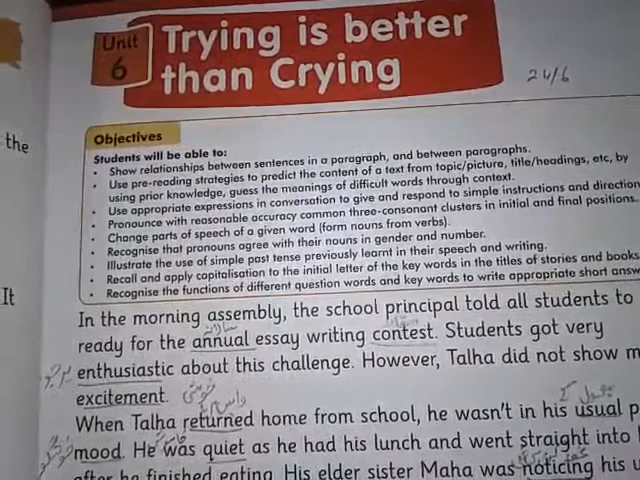 Unit
6
Trying is better
than Crying
24/6
the
It
Objectives
Students will be able to:
• Show relationships between sentences in a paragraph, and between paragraphs.
• Use pre-reading strategies to predict the content of a text from topic/picture, title/headings, etc, by
using prior knowledge, guess the meanings of difficult words through context.
• Use appropriate expressions in conversation to give and respond to simple instructions and direction
• Pronounce with reasonable accuracy common three-consonant clusters in initial and final positions.
• Change parts of speech of a given word (form nouns from verbs).
• Recognise that pronouns agree with their nouns in gender and number.
• Illustrate the use of simple past tense previously learnt in their speech and writing.
• Recall and apply capitalisation to the initial letter of the key words in the titles of stories and books
• Recognise the functions of different question words and key words to write appropriate short answ
In the morning assembly, the school principal told all students to
سالانہ
ready for the annual essay writing contest. Students got very
enthusiastic about this challenge. However, Talha did not show m
excitement. خوشی
When Talha returned home from school, he wasn't in his usual p
mood. He was quiet as he had his lunch and went straight into
after he finished eating. His elder sister Maha was noticing his u